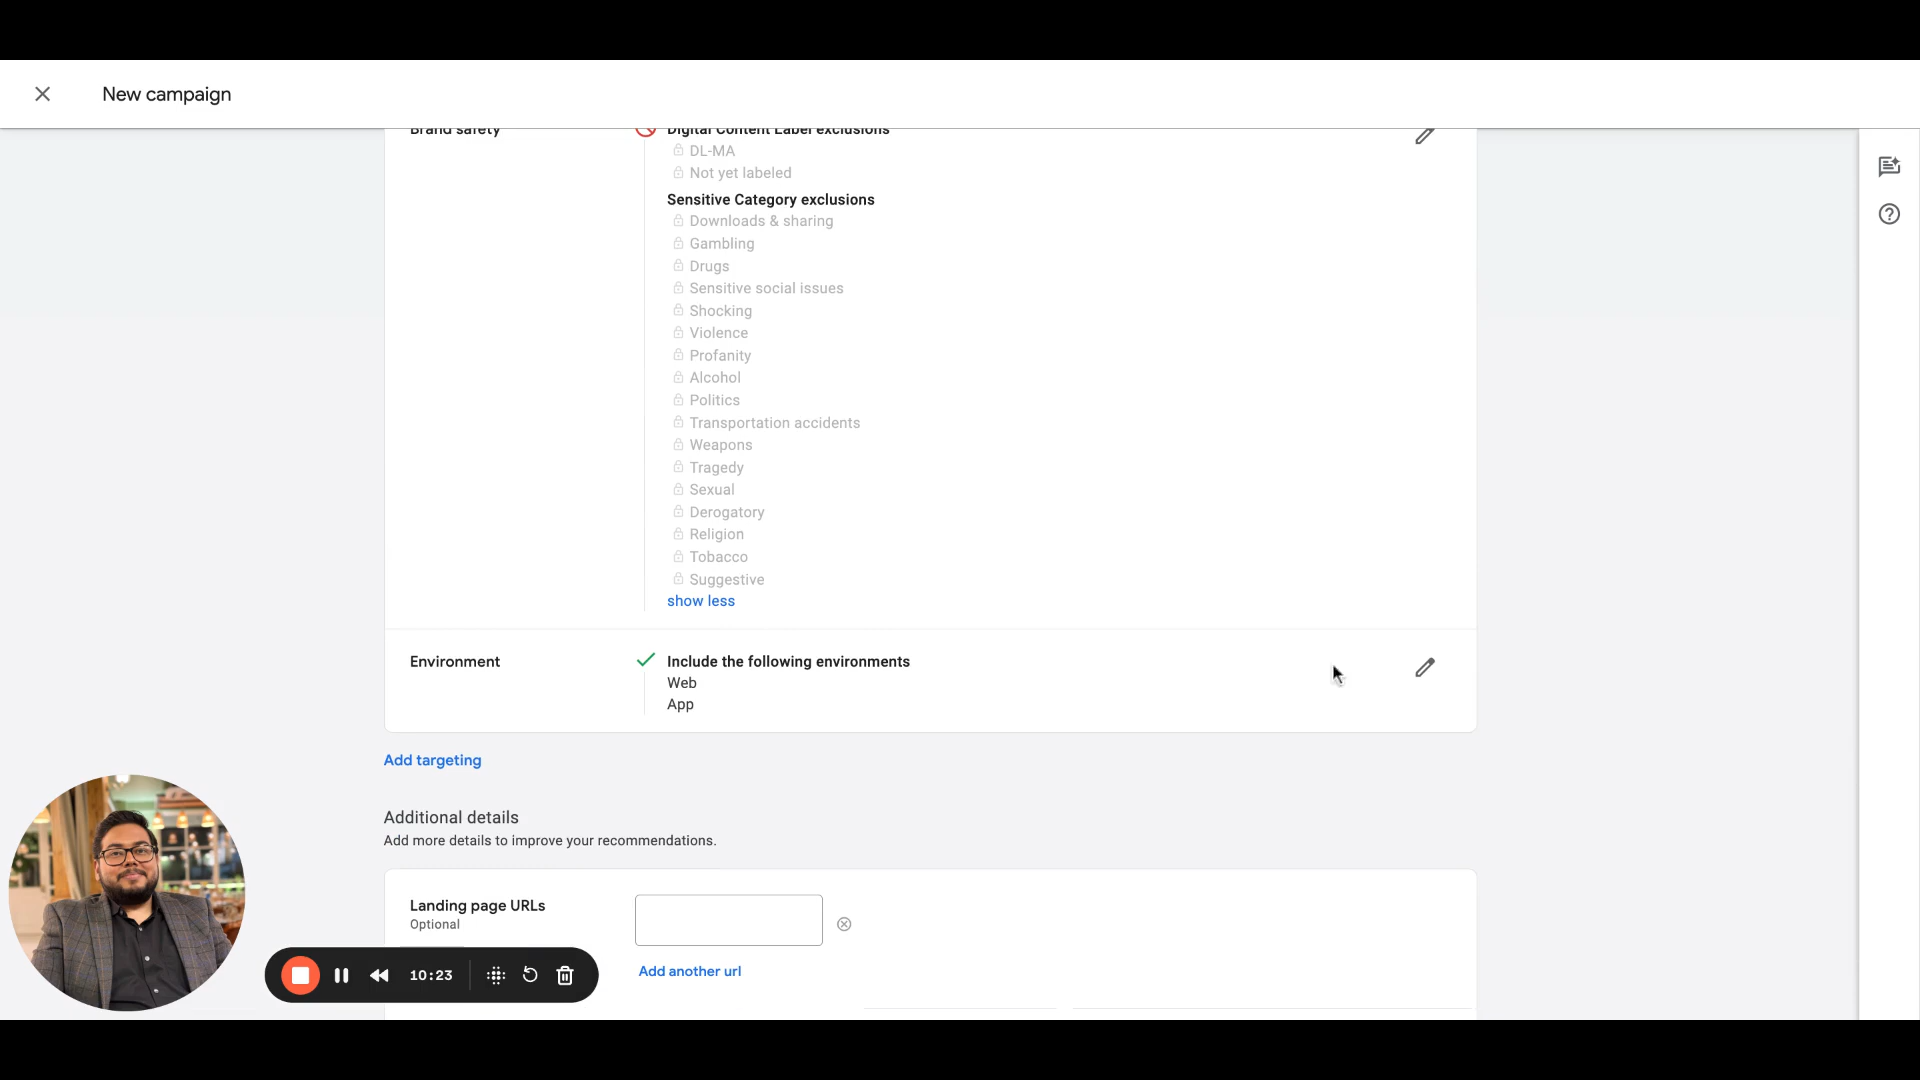 New campaign
Brand safety
Digital Content Label exclusions
DL-MA
Not yet labeled
Sensitive Category exclusions
Downloads & sharing
Gambling
Drugs
Sensitive social issues
Shocking
Violence
Profanity
Alcohol
Politics
Transportation accidents
Weapons
Tragedy
Sexual
Derogatory
Religion
Tobacco
Suggestive
show less
Environment
Include the following environments
Web
App
Add targeting
Additional details
Add more details to improve your recommendations.
Landing page URLs
Optional
Add another url
10:23